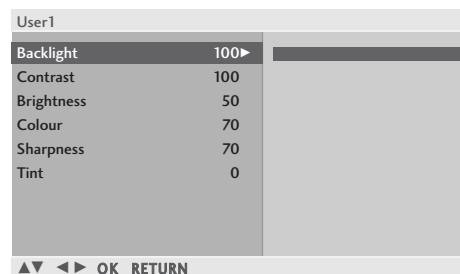 User1
Backlight 100►
Contrast 100
Brightness 50
Colour 70
Sharpness 70
Tint 0
▲▼ ◄► OK RETURN